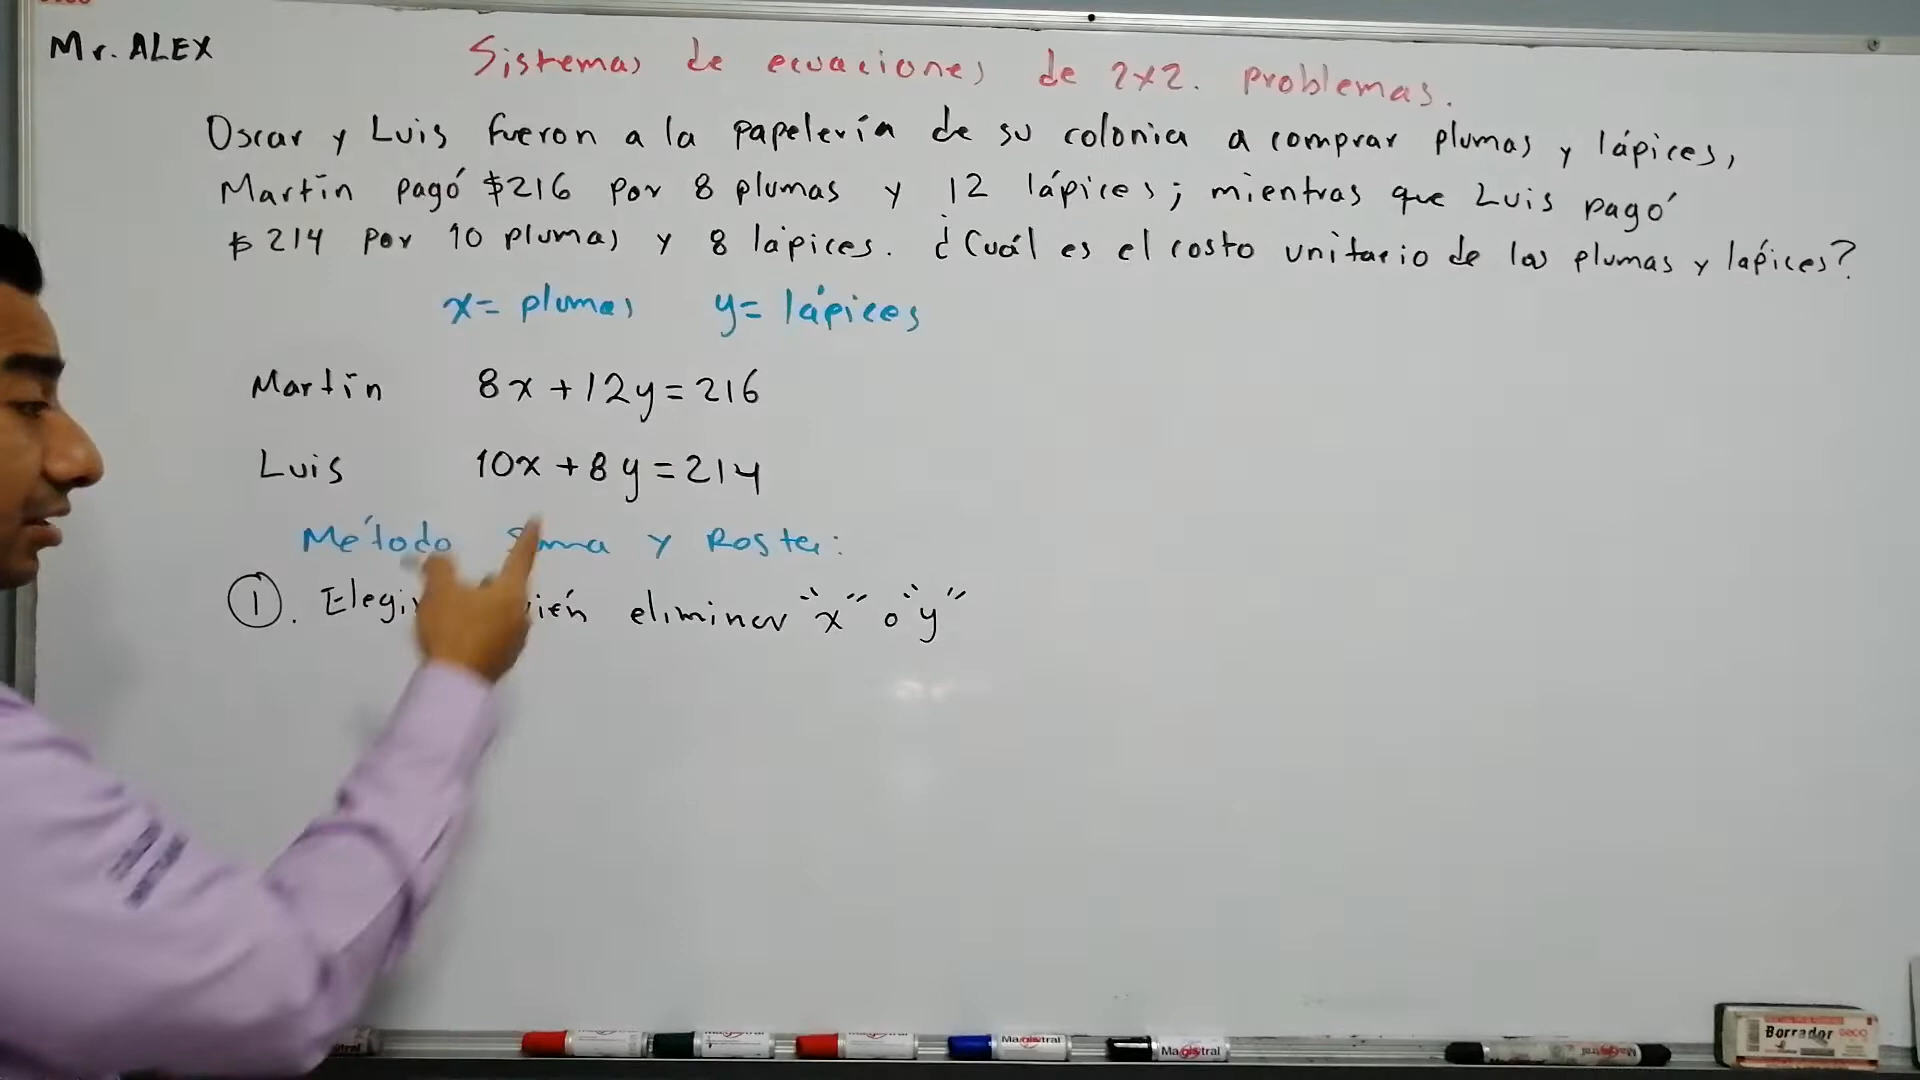 Mr. ALEX
Sistemas de ecuaciones de 2x2. problemas.
Oscar y Luis fueron a la papelería de su colonia a comprar plumas y lápices,
Martín pagó $216 por 8 plumas y 12 lápices; mientras que Luis pagó
$214 por 10 plumas y 8 lápices. ¿Cuál es el costo unitario de las plumas y lápices?
x= plumas y= lápices
Martín 8x+12y=216
Luis 10x+8y=214
Método y Resta:
1. eliminar "x" o "y"
Magistral
Magistral
Borrador